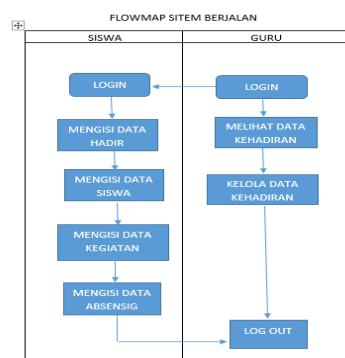 FLOWMAP SITEM BERJALAN
SISWA
GURU
LOGIN
LOGIN
MENGISI DATA
HADIR
MELIHAT DATA
KEHADIRAN
MENGISI DATA
SISWA
KELOLA DATA
KEHADIRAN
MENGISI DATA
KEGIATAN
MENGISI DATA
ABSENSIG
LOG OUT